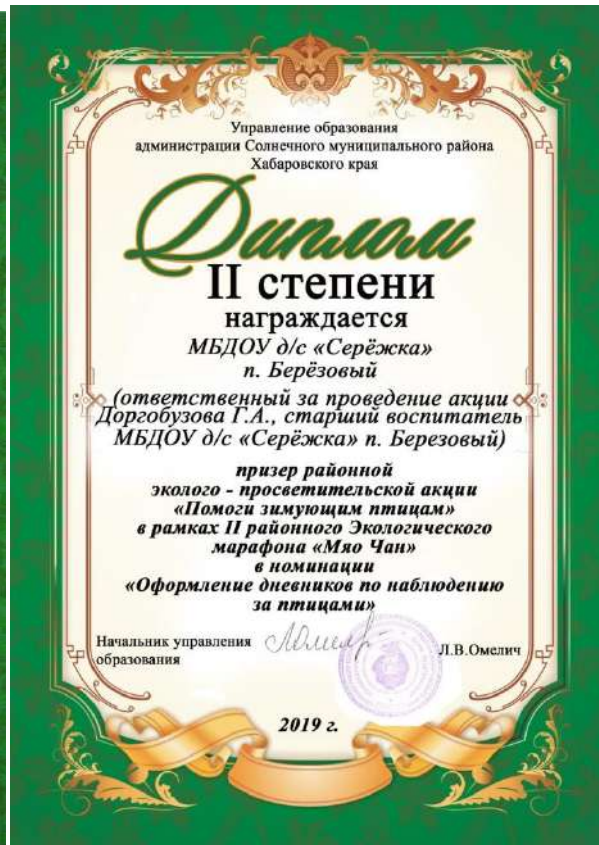 Управление образования
администрации Солнечного муниципального района
Хабаровского края
Диплом
II степени
награждается
МБДОУ д/с «Серёжка»
п. Берёзовый
(ответственный за проведение акции
Доргобузова Г.А., старший воспитатель
МБДОУ д/с «Серёжка» п. Березовый)
призер районной
эколого - просветительской акции
«Помоги зимующим птицам»
в рамках II районного Экологического
марафона «Мяо Чан»
в номинации
«Оформление дневников по наблюдению
за птицами»
Начальник управления
образования
Л.В.Омелич
2019 г.